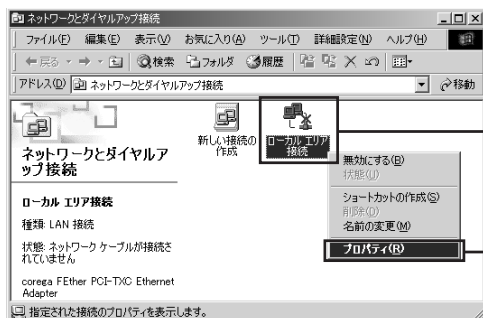 ネットワークとダイヤルアップ接続
ファイル(F) 編集(E) 表示(V) お気に入り(A) ツール(T) 詳細設定(N) ヘルプ(H)
戻る 検索 フォルダ 履歴
アドレス(D) ネットワークとダイヤルアップ接続 移動
ネットワークとダイヤルア
ップ接続
ローカル エリア接続
種類: LAN 接続
状態: ネットワーク ケーブルが接続さ
れていません
corega FEther PCI-TXC Ethernet
Adapter
新しい接続の
作成
ローカル エリア
接続
無効にする(B)
状態(U)
ショートカットの作成(S)
削除(D)
名前の変更(M)
プロパティ(R)
指定された接続のプロパティを表示します。